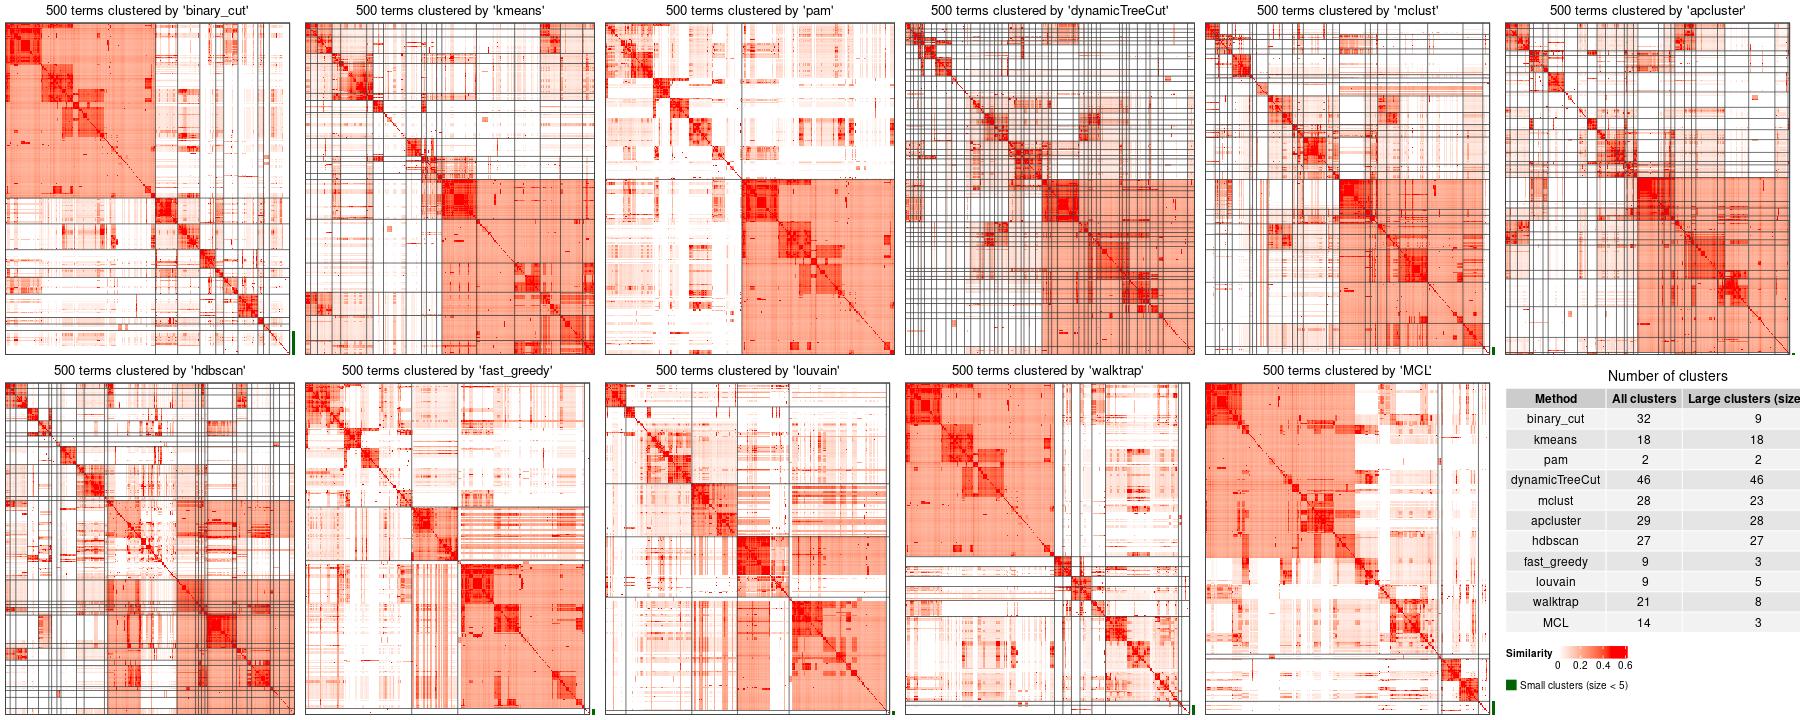 500 terms clustered by 'binary_cut'
500 terms clustered by 'kmeans'
500 terms clustered by 'pam'
500 terms clustered by 'dynamicTreeCut'
500 terms clustered by 'mclust'
500 terms clustered by 'apcluster'
500 terms clustered by 'hdbscan'
500 terms clustered by 'fast_greedy'
500 terms clustered by 'louvain'
500 terms clustered by 'walktrap'
500 terms clustered by 'MCL'
Number of clusters
Method All clusters Large clusters (size
binary_cut 32 9
kmeans 18 18
pam 2 2
dynamicTreeCut 46 46
mclust 28 23
apcluster 29 28
hdbscan 27 27
fast_greedy 9 3
louvain 9 5
walktrap 21 8
MCL 14 3
Similarity
0 0.2 0.4 0.6
Small clusters (size < 5)